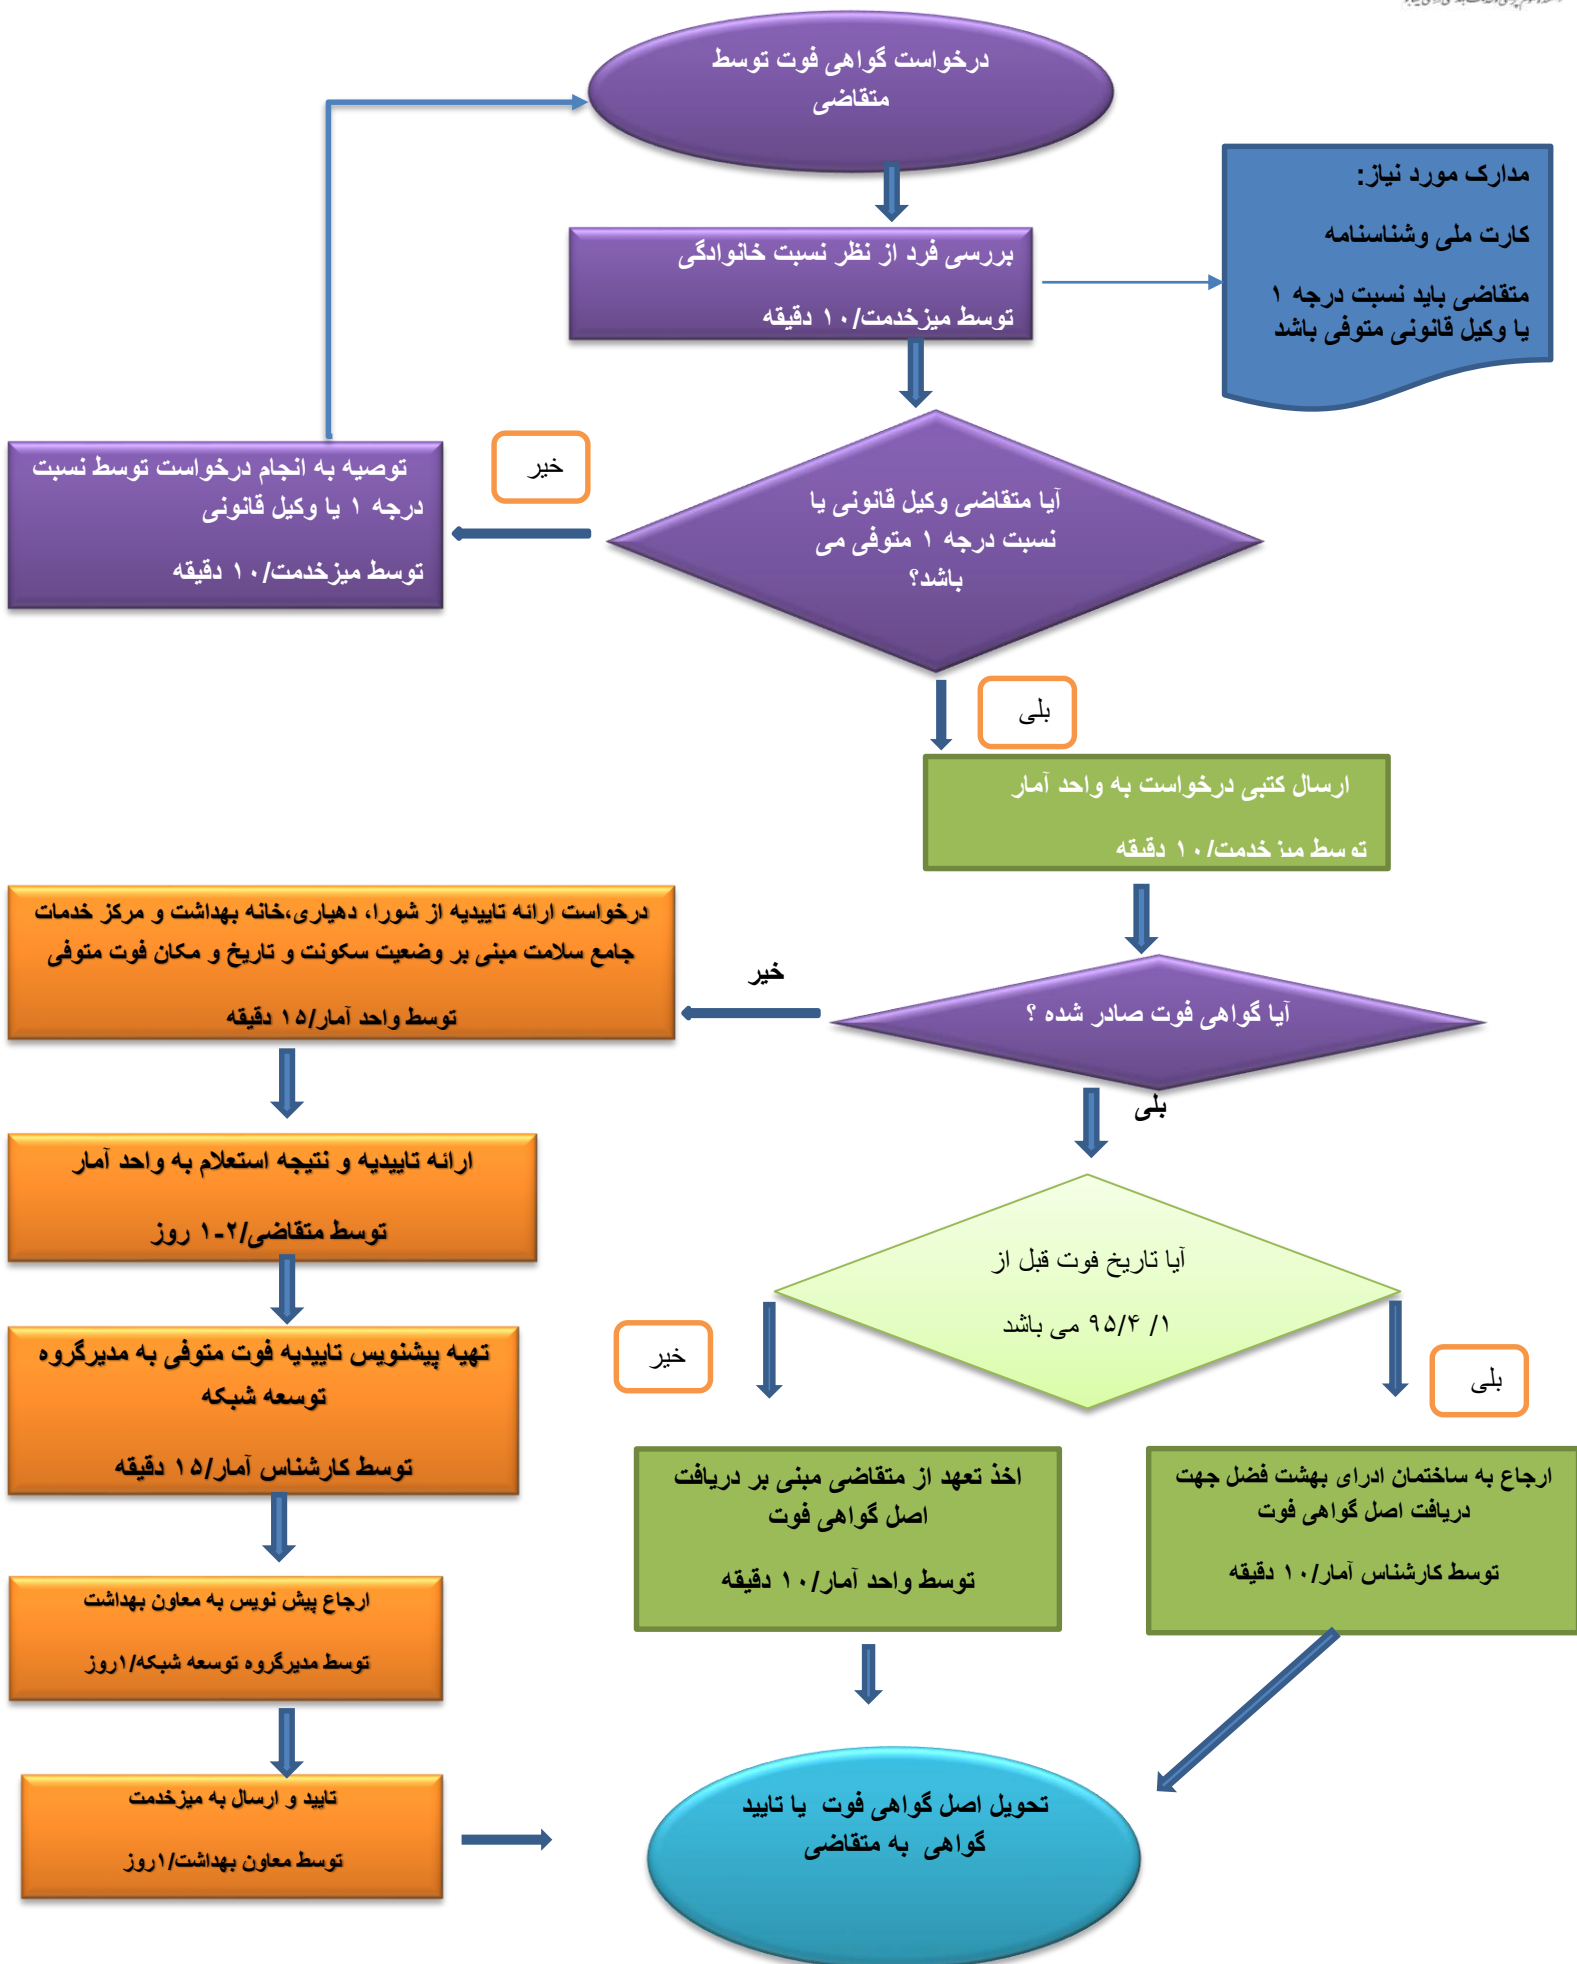 درخواست گواهی فوت توسط
متقاضی
مدارک مورد نیاز:
کارت ملی وشناسنامه
متقاضی باید نسبت درجه ۱
یا وکیل قانونی متوفی باشد
بررسی فرد از نظر نسبت خانوادگی
توسط میزخدمت/۱۰ دقیقه
آیا متقاضی وکیل قانونی یا
نسبت درجه ۱ متوفی می
باشد؟
خیر
توصیه به انجام درخواست توسط نسبت
درجه ۱ یا وکیل قانونی
توسط میزخدمت/۱۰ دقیقه
بلی
ارسال کتبی درخواست به واحد آمار
توسط میزخدمت/۱۰ دقیقه
آیا گواهی فوت صادر شده ؟
خیر
درخواست ارائه تاییدیه از شورا، دهیاری،خانه بهداشت و مرکز خدمات
جامع سلامت مبنی بر وضعیت سکونت و تاریخ و مکان فوت متوفی
توسط واحد آمار/۱۵ دقیقه
بلی
ارائه تاییدیه و نتیجه استعلام به واحد آمار
توسط متقاضی/۲-۱ روز
آیا تاریخ فوت قبل از
۱/ ۹۵/۴ می باشد
خیر
بلی
تهیه پیشنویس تاییدیه فوت متوفی به مدیرگروه
توسعه شبکه
توسط کارشناس آمار/۱۵ دقیقه
اخذ تعهد از متقاضی مبنی بر دریافت
اصل گواهی فوت
توسط واحد آمار/۱۰ دقیقه
ارجاع به ساختمان ادرای بهشت فضل جهت
دریافت اصل گواهی فوت
توسط کارشناس آمار/۱۰ دقیقه
ارجاع پیش نویس به معاون بهداشت
توسط مدیرگروه توسعه شبکه/۱روز
تایید و ارسال به میزخدمت
توسط معاون بهداشت/۱روز
تحویل اصل گواهی فوت یا تایید
گواهی به متقاضی